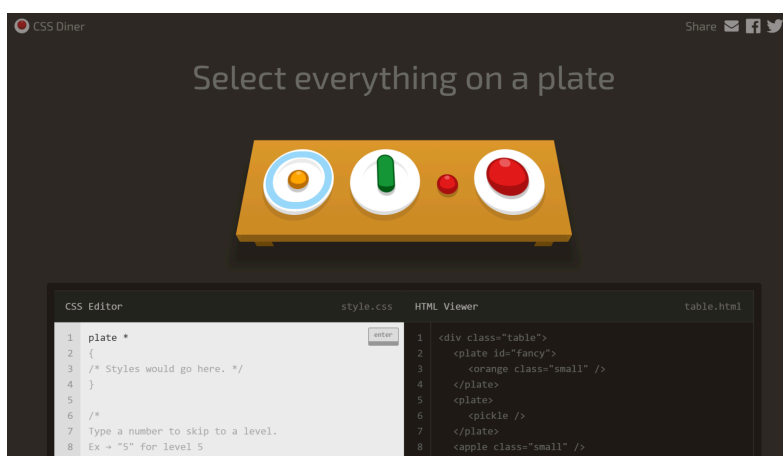 CSS Diner
Share
Select everything on a plate
CSS Editor style.css
1 plate * enter
2 {
3 /* Styles would go here. */
4 }
5
6 /*
7 Type a number to skip to a level.
8 Ex → "5" for level 5
HTML Viewer table.html
1 <div class="table">
2 <plate id="fancy">
3 <orange class="small" />
4 </plate>
5 <plate>
6 <pickle />
7 </plate>
8 <apple class="small" />